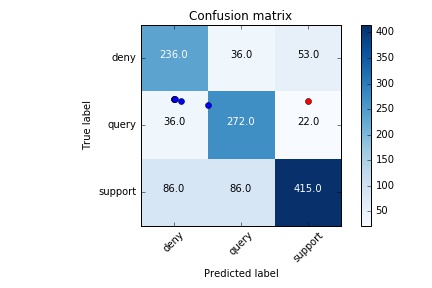 Confusion matrix
deny 236.0 36.0 53.0
query 36.0 272.0 22.0
support 86.0 86.0 415.0
deny query support
True label
Predicted label
400
350
300
250
200
150
100
50